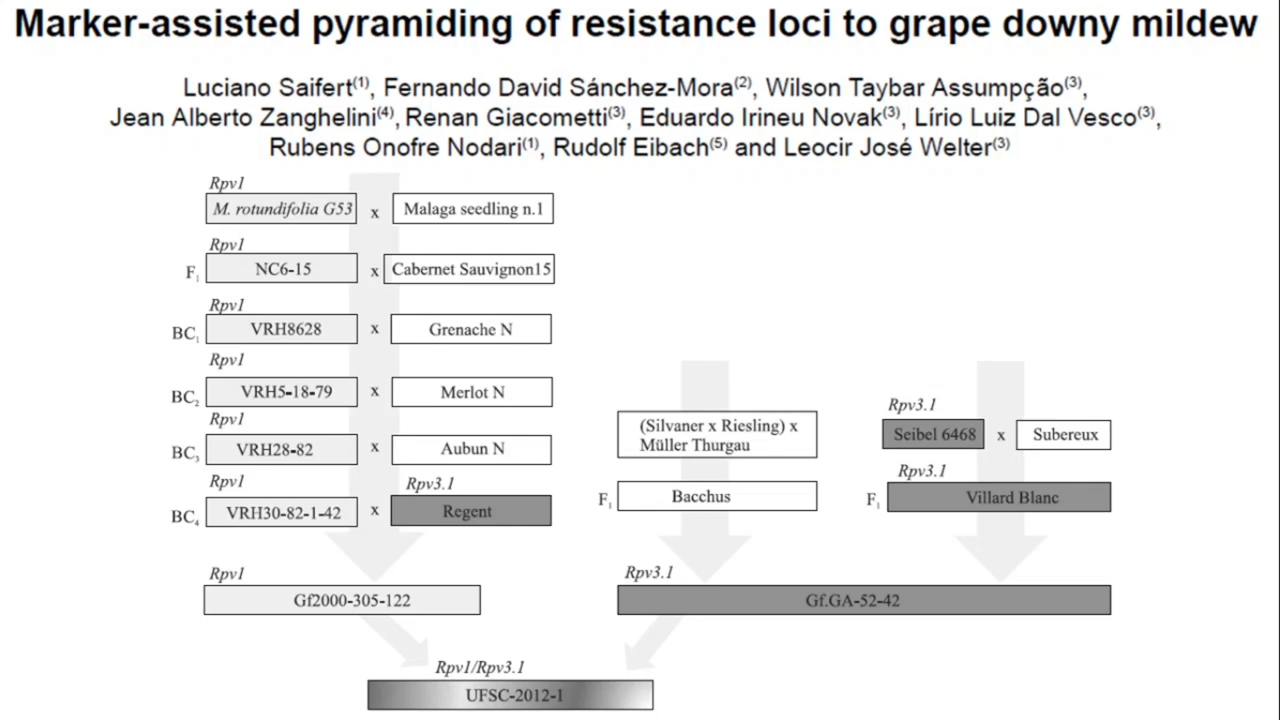 Marker-assisted pyramiding of resistance loci to grape downy mildew
Luciano Saifert(1), Fernando David Sánchez-Mora(2), Wilson Taybar Assumpção(3),
Jean Alberto Zanghelini(4), Renan Giacometti(3), Eduardo Irineu Novak(3), Lírio Luiz Dal Vesco(3),
Rubens Onofre Nodari(1), Rudolf Eibach(5) and Leocir José Welter(3)
Rpv1
M. rotundifolia G53 x Malaga seedling n.1
Rpv1
F1 NC6-15 x Cabernet Sauvignon15
Rpv1
BC1 VRH8628 x Grenache N
Rpv1
BC2 VRH5-18-79 x Merlot N
Rpv1
BC3 VRH28-82 x Aubun N
Rpv1 Rpv3.1
BC4 VRH30-82-1-42 x Regent
(Silvaner x Riesling) x
Müller Thurgau
F1 Bacchus
Rpv3.1
Seibel 6468 x Subereux
Rpv3.1
F1 Villard Blanc
Rpv1
Gf2000-305-122
Rpv3.1
Gf.GA-52-42
Rpv1/Rpv3.1
UFSC-2012-1